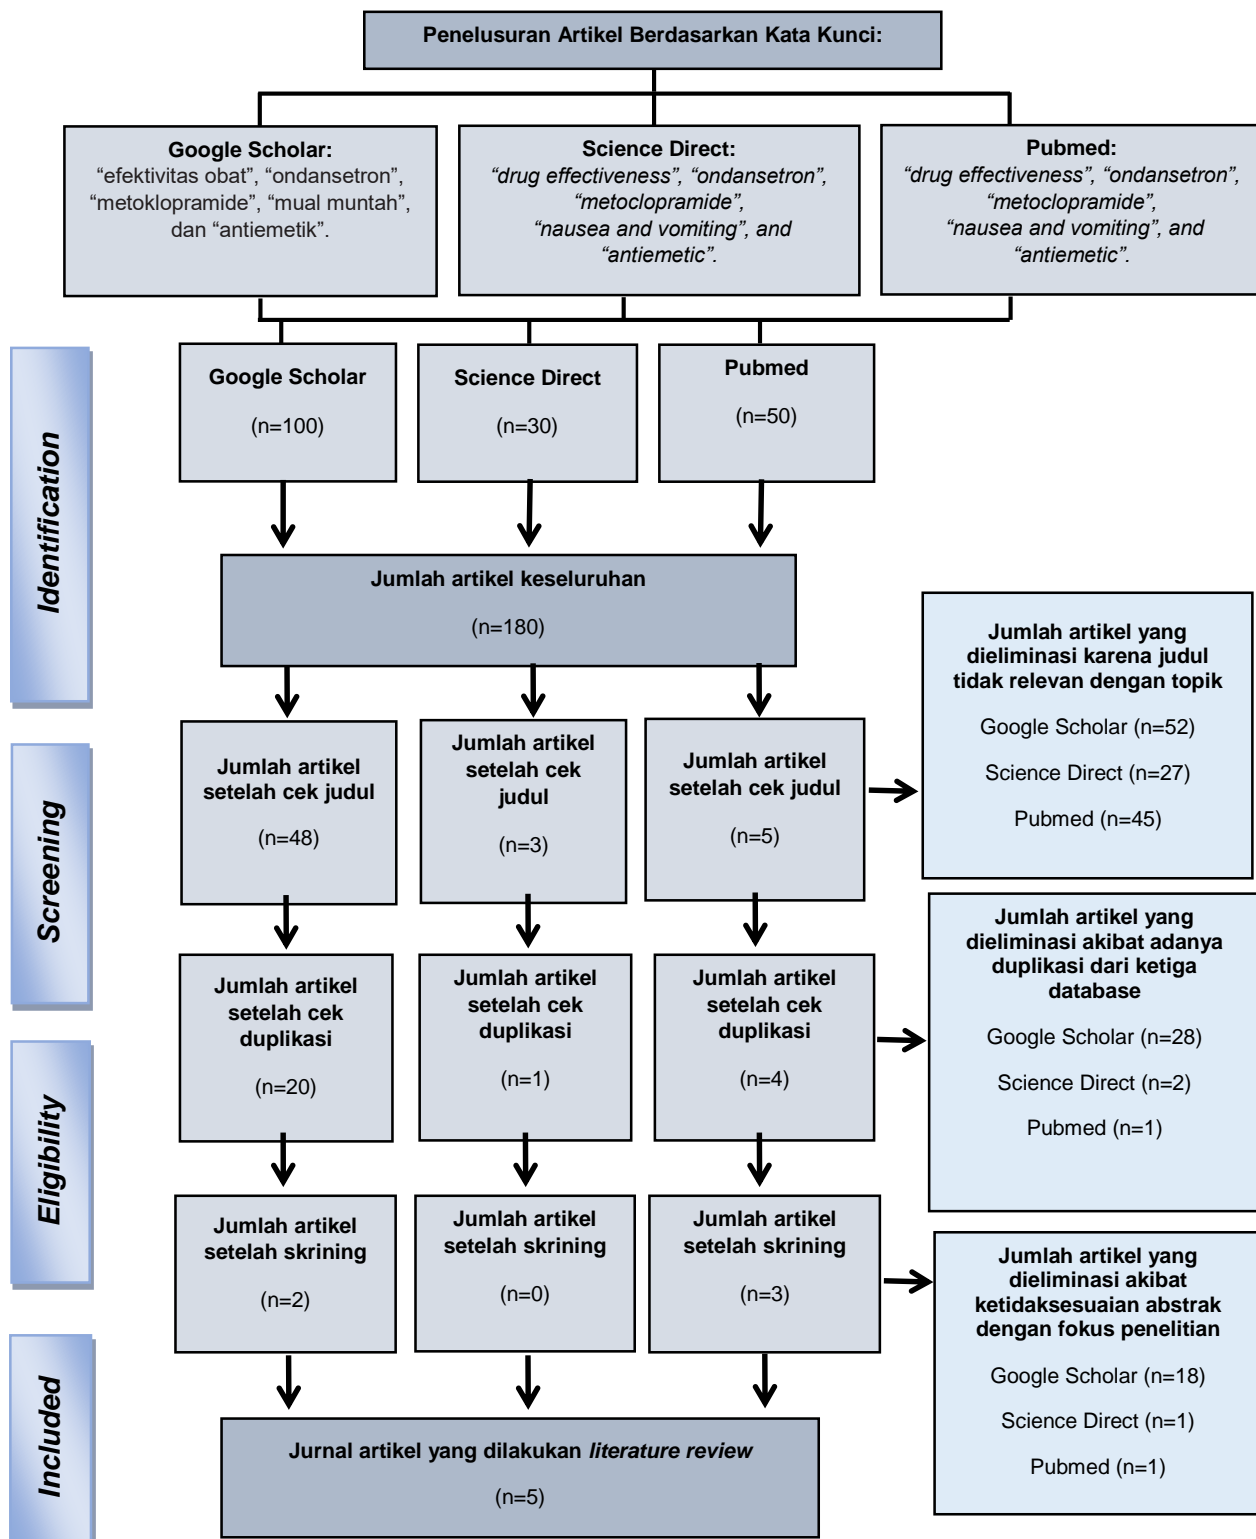 Penelusuran Artikel Berdasarkan Kata Kunci:
Google Scholar:
“efektivitas obat”, “ondansetron”,
“metoklopramide”, “mual muntah”,
dan “antiemetik”.
Science Direct:
“drug effectiveness”, “ondansetron”,
“metoclopramide”,
“nausea and vomiting”, and
“antiemetic”.
Pubmed:
“drug effectiveness”, “ondansetron”,
“metoclopramide”,
“nausea and vomiting”, and
“antiemetic”.
Identification
Google Scholar
(n=100)
Science Direct
(n=30)
Pubmed
(n=50)
Jumlah artikel keseluruhan
(n=180)
Screening
Jumlah artikel
setelah cek judul
(n=48)
Jumlah artikel
setelah cek
judul
(n=3)
Jumlah artikel
setelah cek judul
(n=5)
Jumlah artikel yang
dieliminasi karena judul
tidak relevan dengan topik
Google Scholar (n=52)
Science Direct (n=27)
Pubmed (n=45)
Jumlah artikel
setelah cek
duplikasi
(n=20)
Jumlah artikel
setelah cek
duplikasi
(n=1)
Jumlah artikel
setelah cek
duplikasi
(n=4)
Jumlah artikel yang
dieliminasi akibat adanya
duplikasi dari ketiga
database
Google Scholar (n=28)
Science Direct (n=2)
Pubmed (n=1)
Eligibility
Jumlah artikel
setelah skrining
(n=2)
Jumlah artikel
setelah skrining
(n=0)
Jumlah artikel
setelah skrining
(n=3)
Jumlah artikel yang
dieliminasi akibat
ketidaksesuaian abstrak
dengan fokus penelitian
Google Scholar (n=18)
Science Direct (n=1)
Pubmed (n=1)
Included
Jurnal artikel yang dilakukan literature review
(n=5)